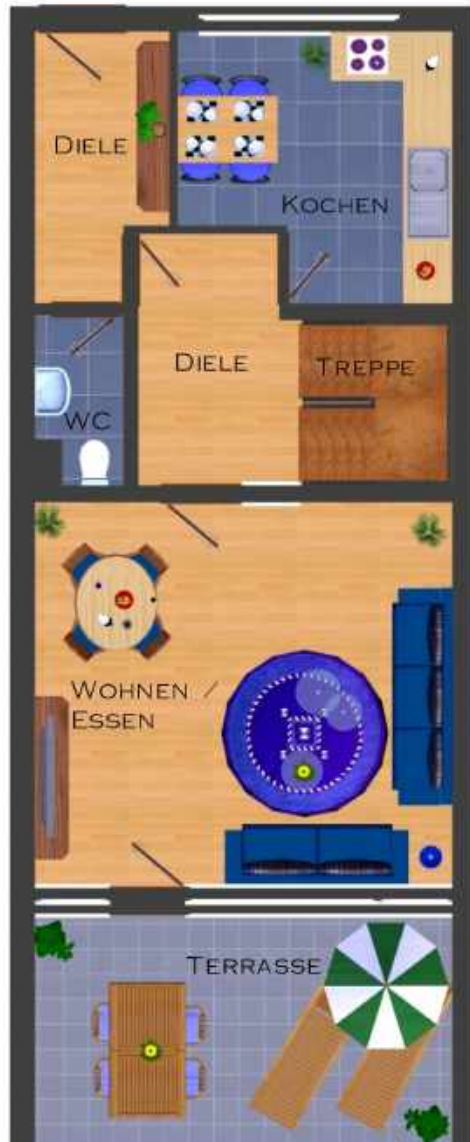 DIELE
KOCHEN
DIELE
TREPPE
WC
WOHNEN /
ESSEN
TERRASSE